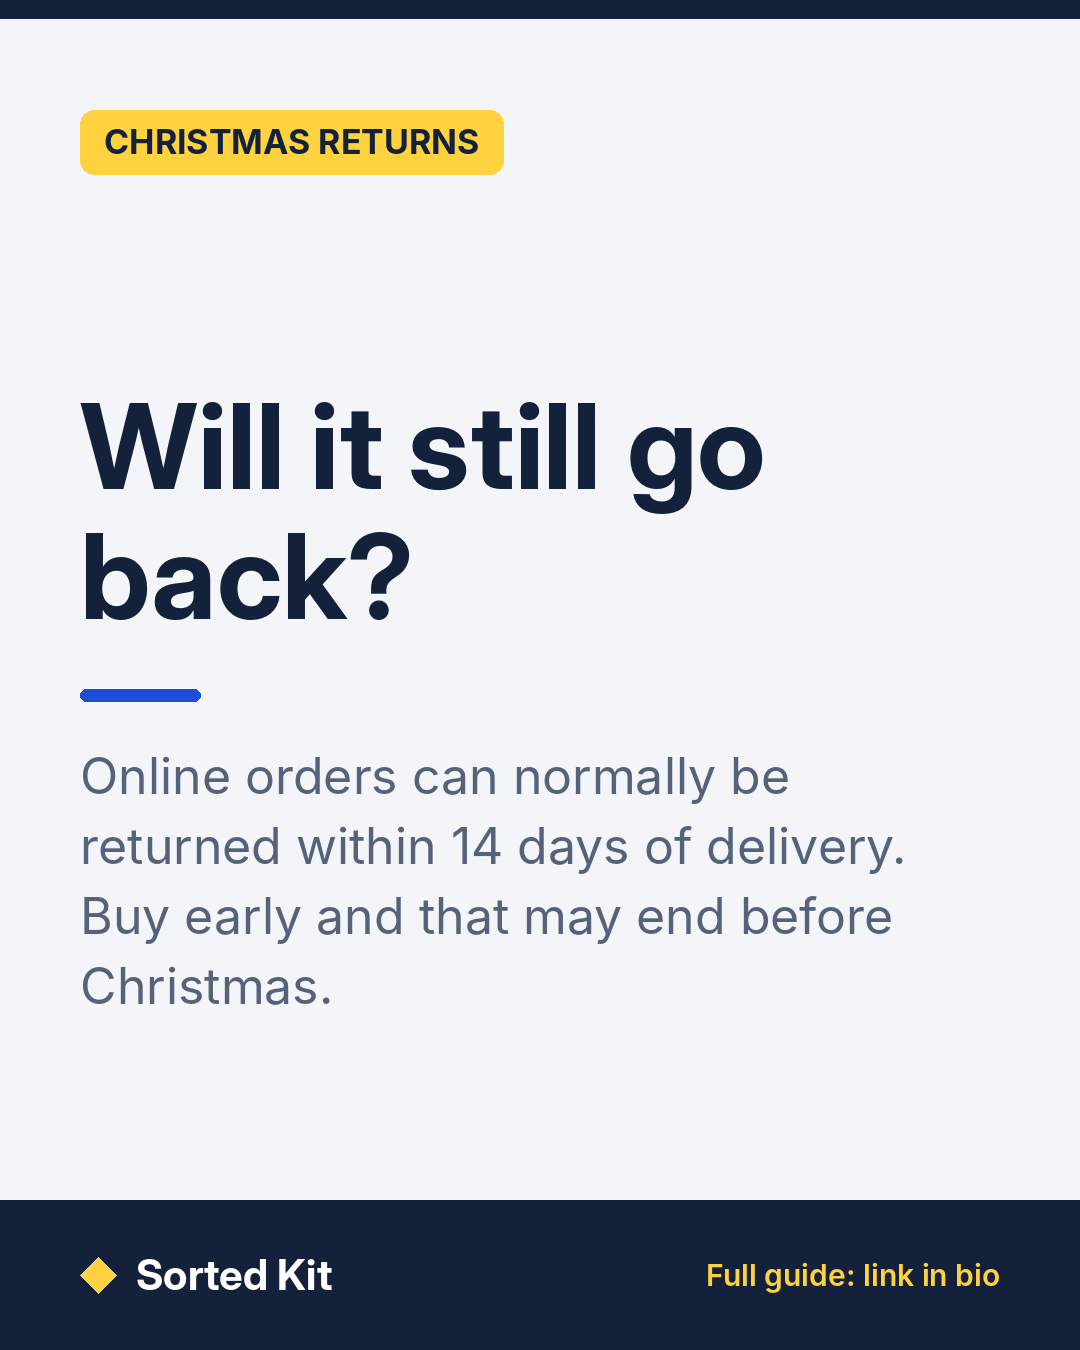 CHRISTMAS RETURNS
Will it still go
back?
Online orders can normally be
returned within 14 days of delivery.
Buy early and that may end before
Christmas.
Sorted Kit
Full guide: link in bio